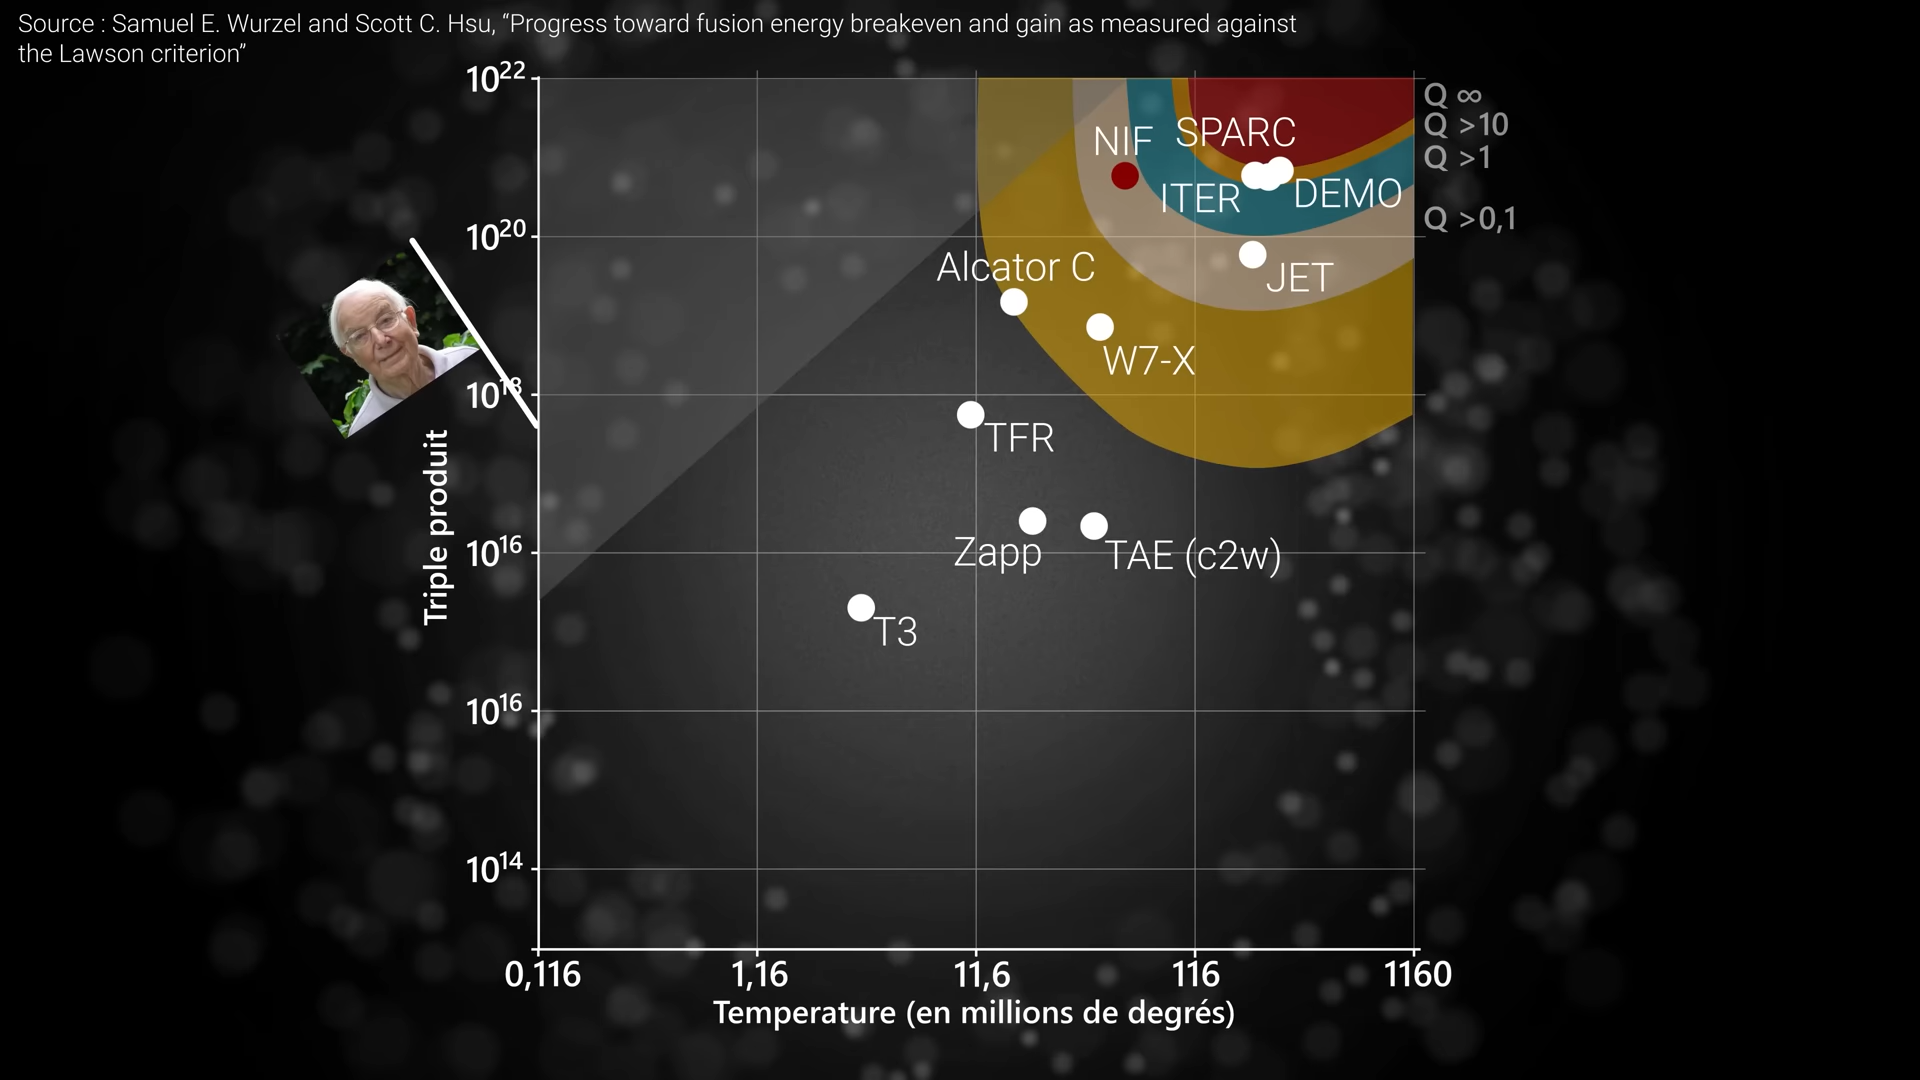 Source : Samuel E. Wurzel and Scott C. Hsu, “Progress toward fusion energy breakeven and gain as measured against
the Lawson criterion”
10²²
10²⁰
10¹⁸
10¹⁶
10¹⁶
10¹⁴
Triple produit
Q ∞
Q >10
Q >1
Q >0,1
NIF
SPARC
ITER
DEMO
Alcator C
JET
W7-X
TFR
Zapp
TAE (c2w)
T3
0,116
1,16
11,6
116
1160
Temperature (en millions de degrés)